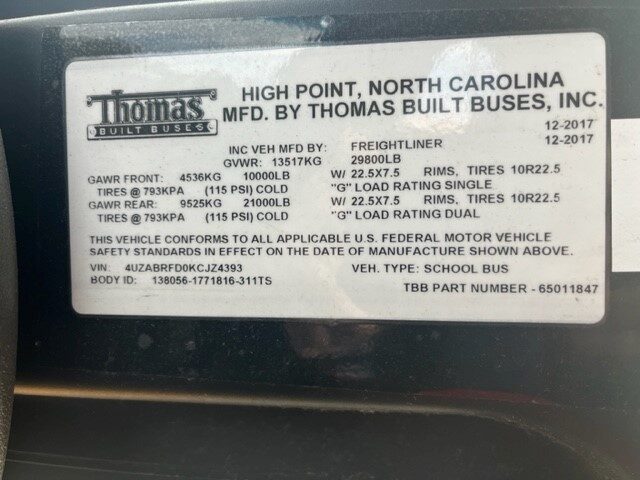 Thomas
BUILT BUSES
HIGH POINT, NORTH CAROLINA
MFD. BY THOMAS BUILT BUSES, INC.
12-2017
INC VEH MFD BY: FREIGHTLINER 12-2017
GVWR: 13517KG 29800LB
GAWR FRONT: 4536KG 10000LB W/ 22.5X7.5 RIMS, TIRES 10R22.5
TIRES @ 793KPA (115 PSI) COLD "G" LOAD RATING SINGLE
GAWR REAR: 9525KG 21000LB W/ 22.5X7.5 RIMS, TIRES 10R22.5
TIRES @ 793KPA (115 PSI) COLD "G" LOAD RATING DUAL
THIS VEHICLE CONFORMS TO ALL APPLICABLE U.S. FEDERAL MOTOR VEHICLE
SAFETY STANDARDS IN EFFECT ON THE DATE OF MANUFACTURE SHOWN ABOVE.
VIN: 4UZABRFD0KCJZ4393 VEH. TYPE: SCHOOL BUS
BODY ID: 138056-1771816-311TS TBB PART NUMBER - 65011847